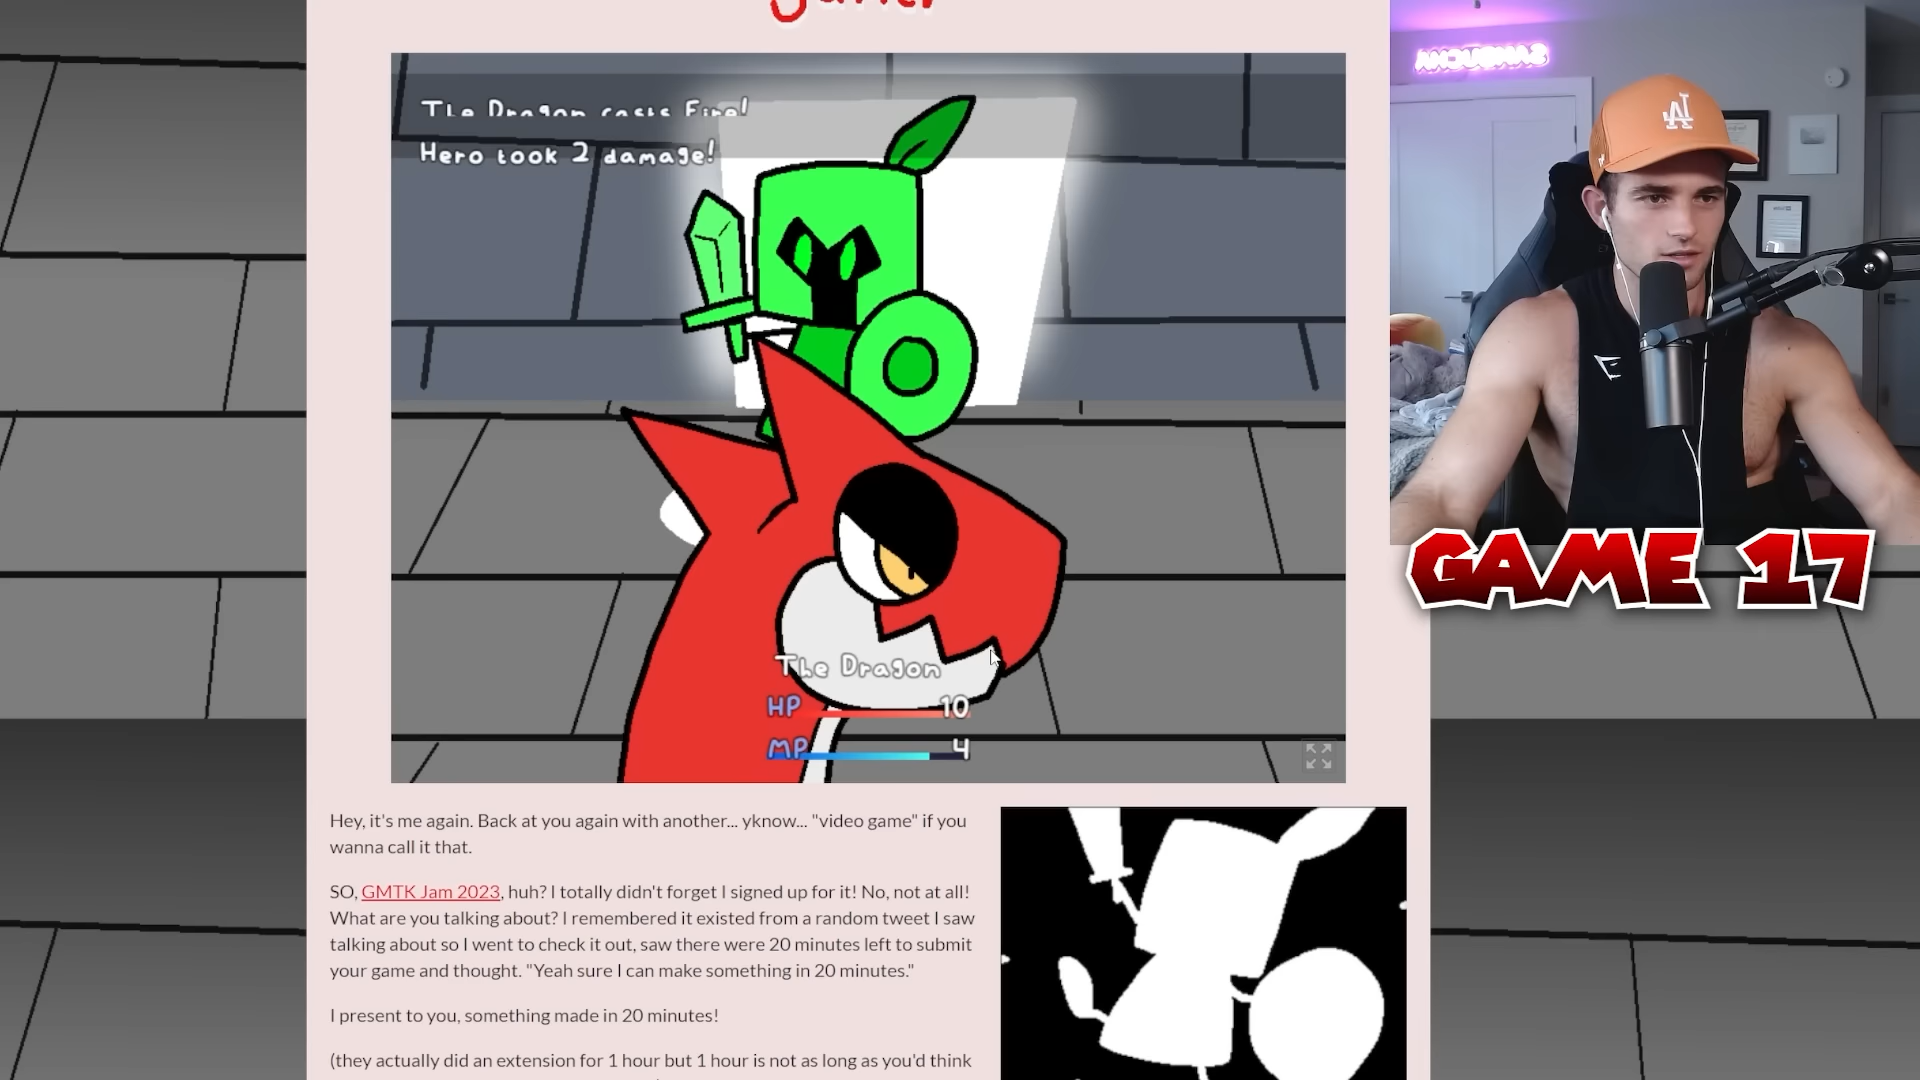 The Dragon casts Fire!
Hero took 2 damage!
The Dragon
HP 10
MP 4
GAME 17
Hey, it's me again. Back at you again with another... yknow... "video game" if you
wanna call it that.
SO, GMTK Jam 2023, huh? I totally didn't forget I signed up for it! No, not at all!
What are you talking about? I remembered it existed from a random tweet I saw
talking about so I went to check it out, saw there were 20 minutes left to submit
your game and thought. "Yeah sure I can make something in 20 minutes."
I present to you, something made in 20 minutes!
(they actually did an extension for 1 hour but 1 hour is not as long as you'd think